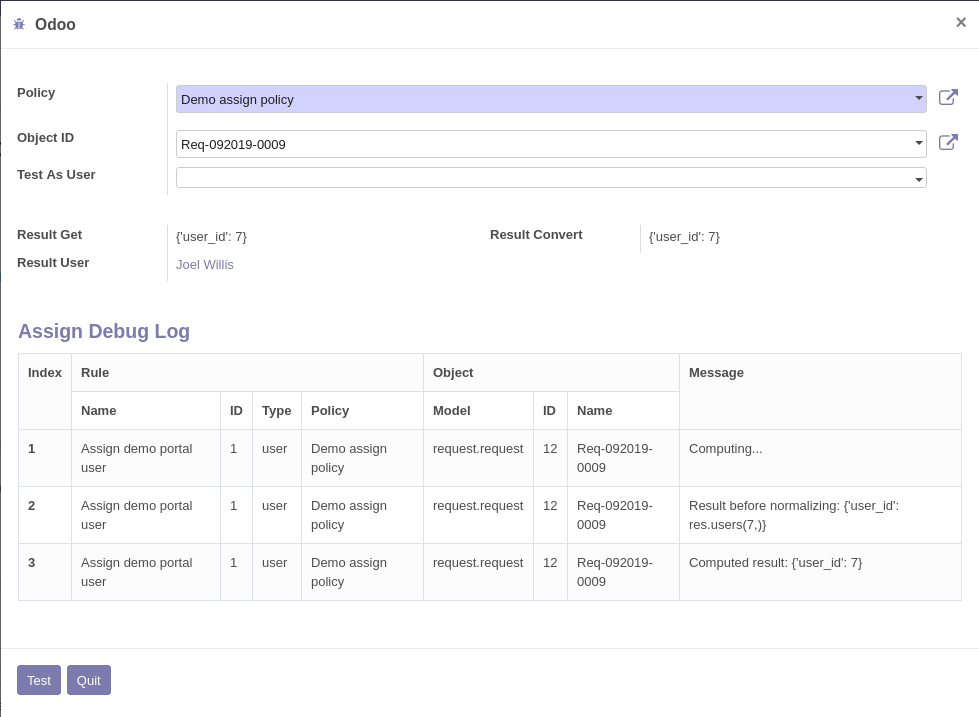 Odoo
×
Policy
Demo assign policy
Object ID
Req-092019-0009
Test As User
Result Get
{'user_id': 7}
Result Convert
{'user_id': 7}
Result User
Joel Willis
Assign Debug Log
Index Rule Object Message
Name ID Type Policy Model ID Name
1 Assign demo portal 1 user Demo assign request.request 12 Req-092019- Computing...
user policy 0009
2 Assign demo portal 1 user Demo assign request.request 12 Req-092019- Result before normalizing: {'user_id':
user policy 0009 res.users(7,)}
3 Assign demo portal 1 user Demo assign request.request 12 Req-092019- Computed result: {'user_id': 7}
user policy 0009
Test Quit